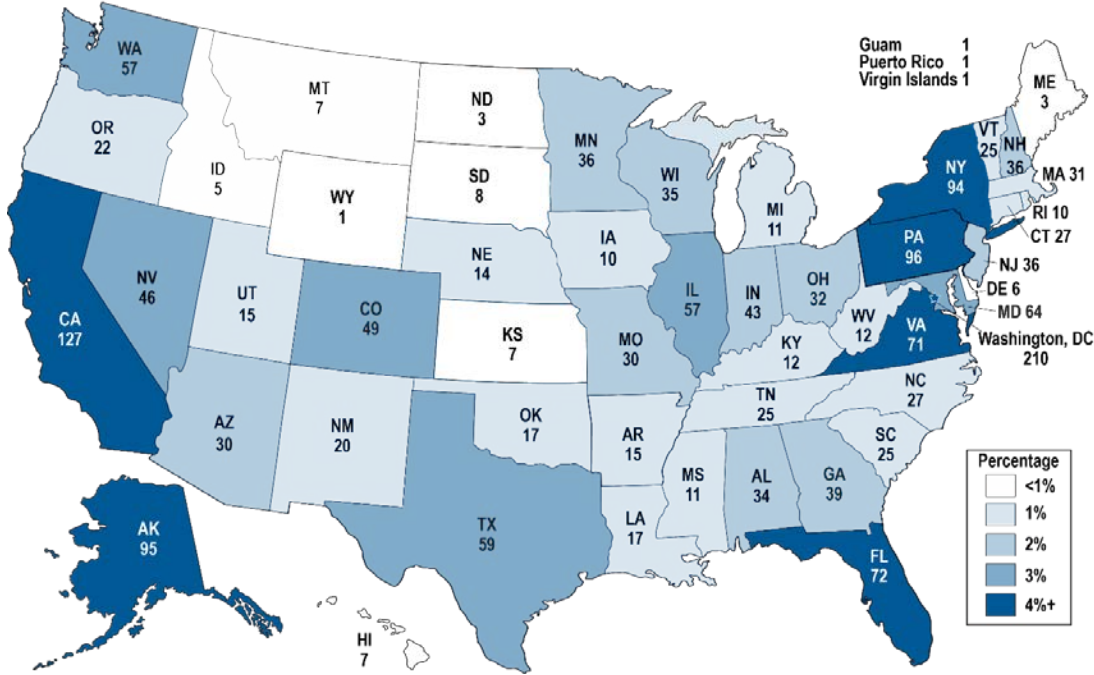 WA
57
MT
7
ND
3
MN
36
Guam 1
Puerto Rico 1
Virgin Islands 1
ME
3
OR
22
ID
5
WY
1
SD
8
WI
35
MI
11
VT
25
NH
36
NY
94
MA 31
RI 10
CT 27
PA
96
NJ 36
DE 6
MD 64
Washington, DC
210
CA
127
NV
46
UT
15
CO
49
NE
14
IA
10
IL
57
IN
43
OH
32
WV
12
VA
71
KS
7
MO
30
KY
12
NC
27
TN
25
SC
25
AZ
30
NM
20
OK
17
AR
15
MS
11
AL
34
GA
39
TX
59
LA
17
FL
72
AK
95
HI
7
Percentage
<1%
1%
2%
3%
4%+